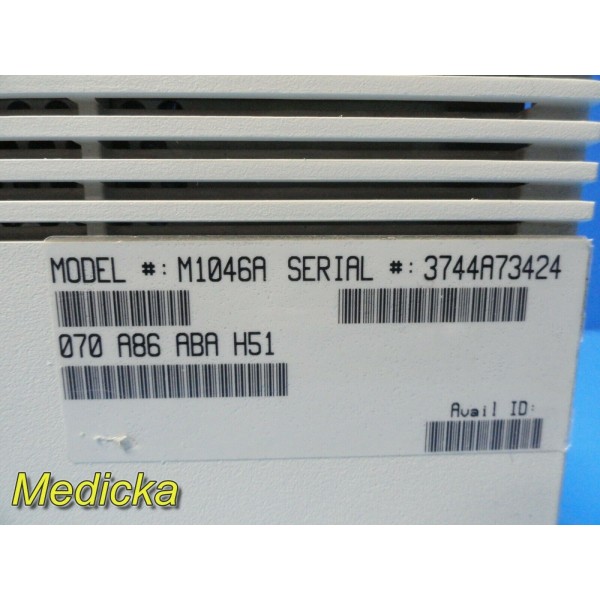 MODEL #: M1046A SERIAL #: 3744A73424
070 A86 ABA H51
Avail ID:
Medicka